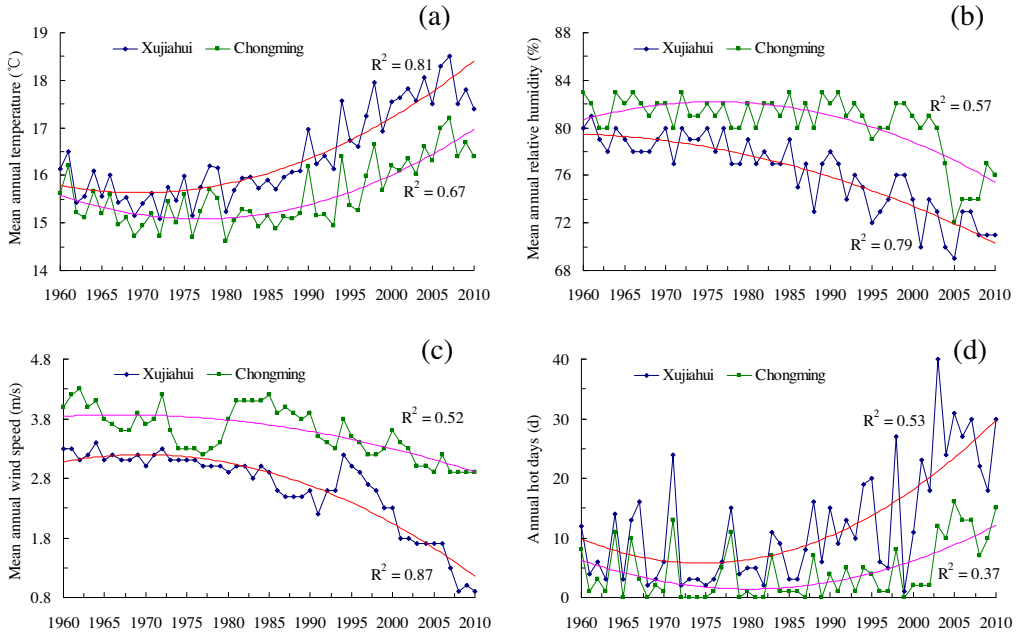 (a)
Mean annual temperature (℃)
19
18
17
16
15
14
Xujiahui Chongming
R² = 0.81
R² = 0.67
1960 1965 1970 1975 1980 1985 1990 1995 2000 2005 2010
(b)
Mean annual relative humidity (%)
88
84
80
76
72
68
Xujiahui Chongming
R² = 0.57
R² = 0.79
1960 1965 1970 1975 1980 1985 1990 1995 2000 2005 2010
(c)
Mean annual wind speed (m/s)
4.8
3.8
2.8
1.8
0.8
Xujiahui Chongming
R² = 0.52
R² = 0.87
1960 1965 1970 1975 1980 1985 1990 1995 2000 2005 2010
(d)
Annual hot days (d)
40
30
20
10
0
Xujiahui Chongming
R² = 0.53
R² = 0.37
1960 1965 1970 1975 1980 1985 1990 1995 2000 2005 2010